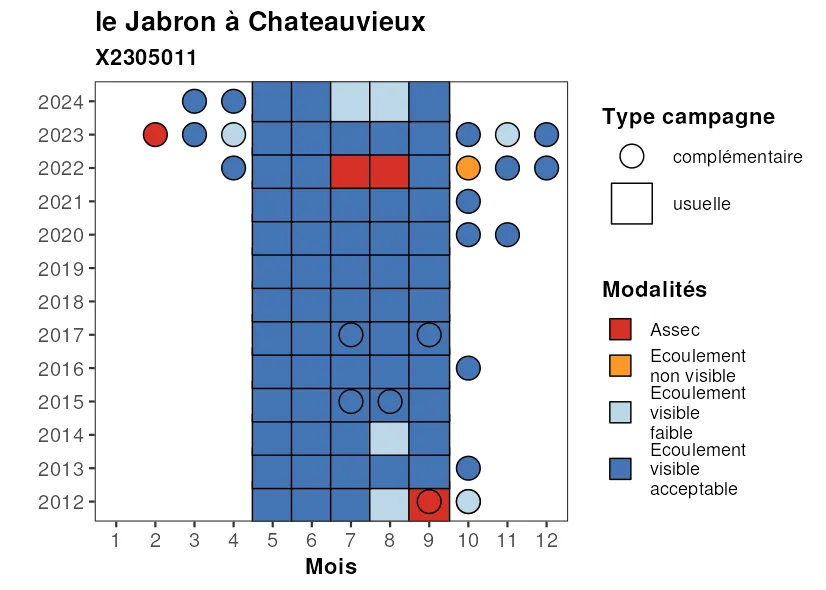 le Jabron à Chateauvieux
X2305011
2024
2023
2022
2021
2020
2019
2018
2017
2016
2015
2014
2013
2012
1 2 3 4 5 6 7 8 9 10 11 12
Mois
Type campagne
complémentaire
usuelle
Modalités
Assec
Ecoulement
non visible
Ecoulement
visible
faible
Ecoulement
visible
acceptable